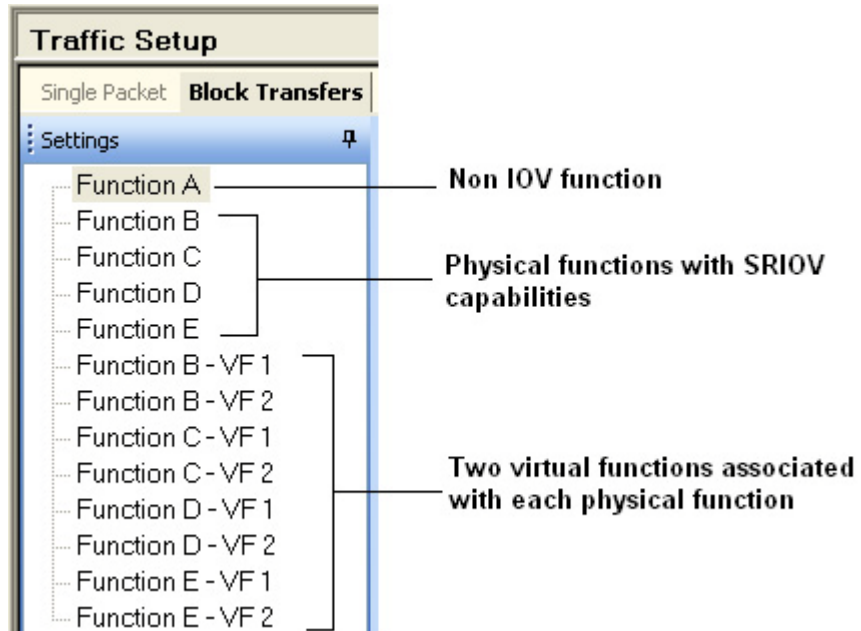 Traffic Setup
Single Packet Block Transfers
Settings
Function A
Non IOV function
Function B
Function C
Function D
Function E
Physical functions with SRIOV
capabilities
Function B - VF 1
Function B - VF 2
Function C - VF 1
Function C - VF 2
Function D - VF 1
Function D - VF 2
Function E - VF 1
Function E - VF 2
Two virtual functions associated
with each physical function